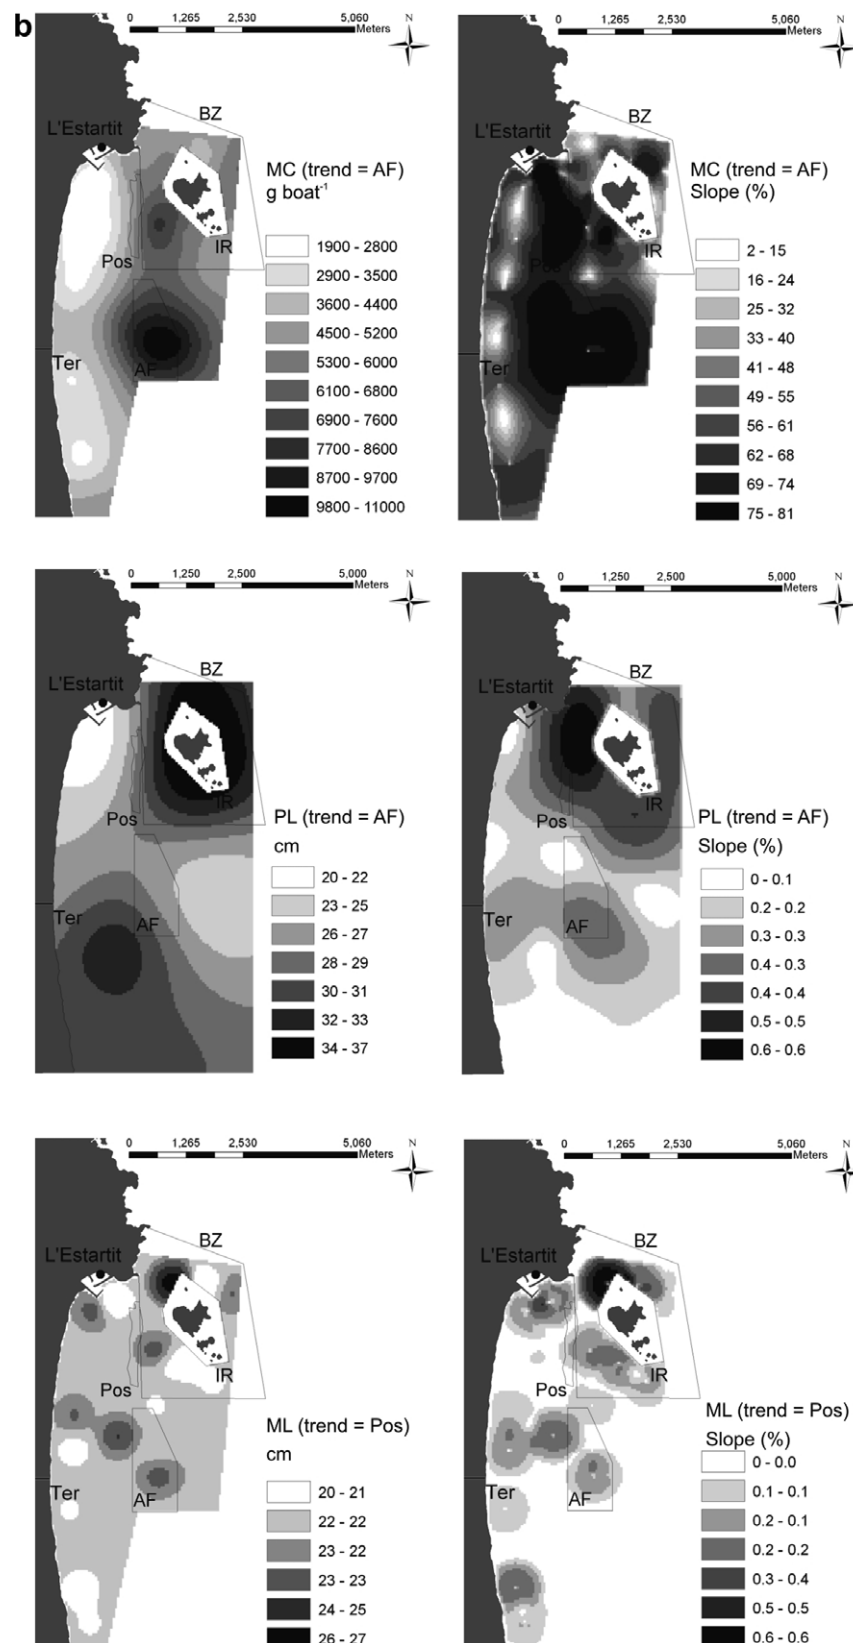 b
0 1,265 2,530 5,060
Meters
N
BZ
L'Estartit
IR
Pos
Ter
AF
MC (trend = AF)
g boat-1
1900 - 2800
2900 - 3500
3600 - 4400
4500 - 5200
5300 - 6000
6100 - 6800
6900 - 7600
7700 - 8600
8700 - 9700
9800 - 11000
0 1,265 2,530 5,060
Meters
N
BZ
L'Estartit
IR
Pos
Ter
AF
MC (trend = AF)
Slope (%)
2 - 15
16 - 24
25 - 32
33 - 40
41 - 48
49 - 55
56 - 61
62 - 68
69 - 74
75 - 81
0 1,250 2,500 5,000
Meters
N
BZ
L'Estartit
IR
Pos
Ter
AF
PL (trend = AF)
cm
20 - 22
23 - 25
26 - 27
28 - 29
30 - 31
32 - 33
34 - 37
0 1,250 2,500 5,000
Meters
N
BZ
L'Estartit
IR
Pos
Ter
AF
PL (trend = AF)
Slope (%)
0 - 0.1
0.2 - 0.2
0.3 - 0.3
0.4 - 0.3
0.4 - 0.4
0.5 - 0.5
0.6 - 0.6
0 1,265 2,530 5,060
Meters
N
BZ
L'Estartit
IR
Pos
Ter
AF
ML (trend = Pos)
cm
20 - 21
22 - 22
23 - 22
23 - 23
24 - 25
26 - 27
0 1,265 2,530 5,060
Meters
N
BZ
L'Estartit
IR
Pos
Ter
AF
ML (trend = Pos)
Slope (%)
0 - 0.0
0.1 - 0.1
0.2 - 0.1
0.2 - 0.2
0.3 - 0.4
0.5 - 0.5
0.6 - 0.6